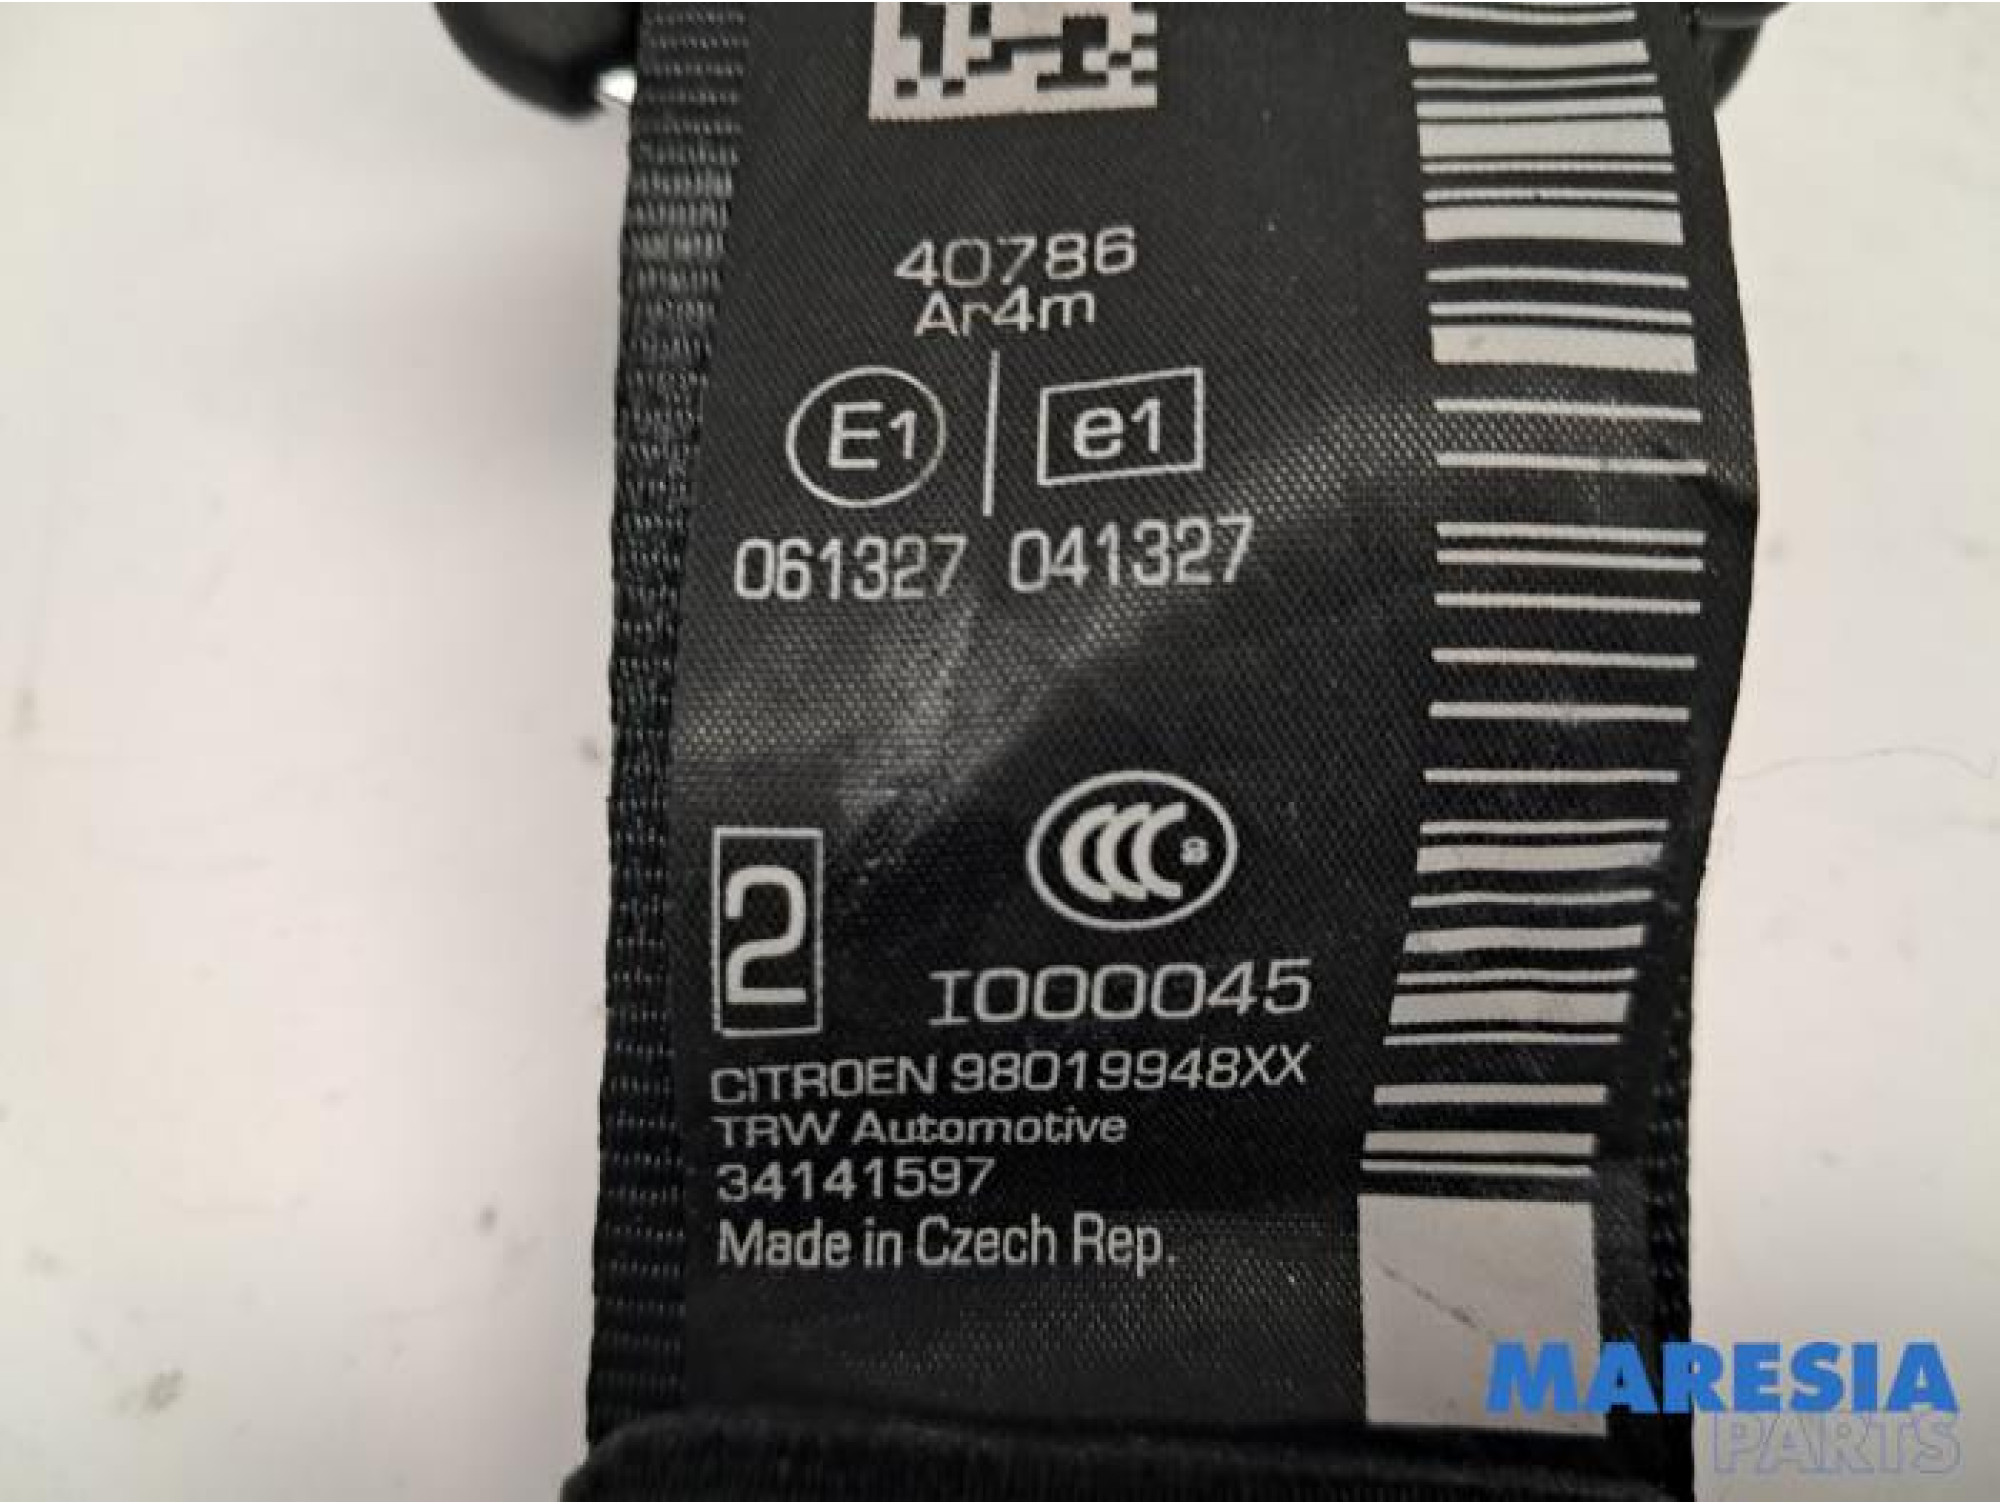 40786
Ar4m
E1 e1
061327 041327
CCC S
2
I000045
CITROEN 98019948XX
TRW Automotive
34141597
Made in Czech Rep.
MARESIA
PARTS